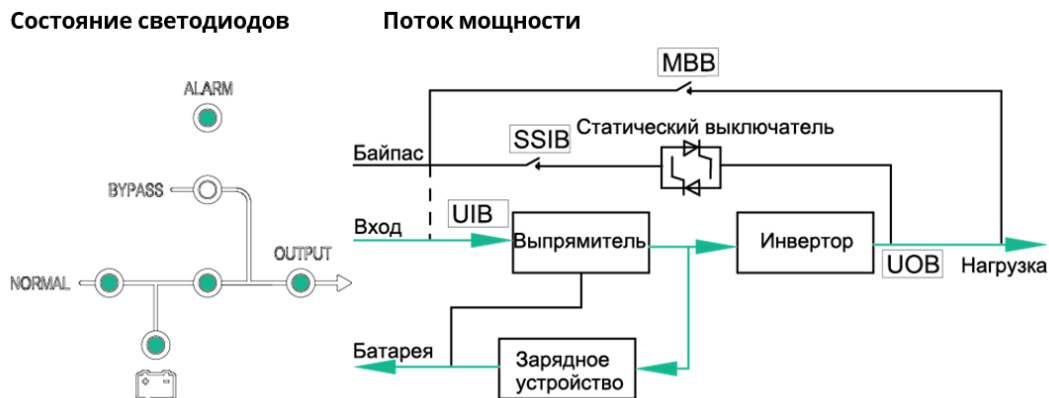 Состояние светодиодов
Поток мощности
ALARM
BYPASS
OUTPUT
NORMAL
MBB
Статический выключатель
SSIB
Байпас
UIB
Вход
Выпрямитель
Инвертор
UOB
Нагрузка
Батарея
Зарядное
устройство